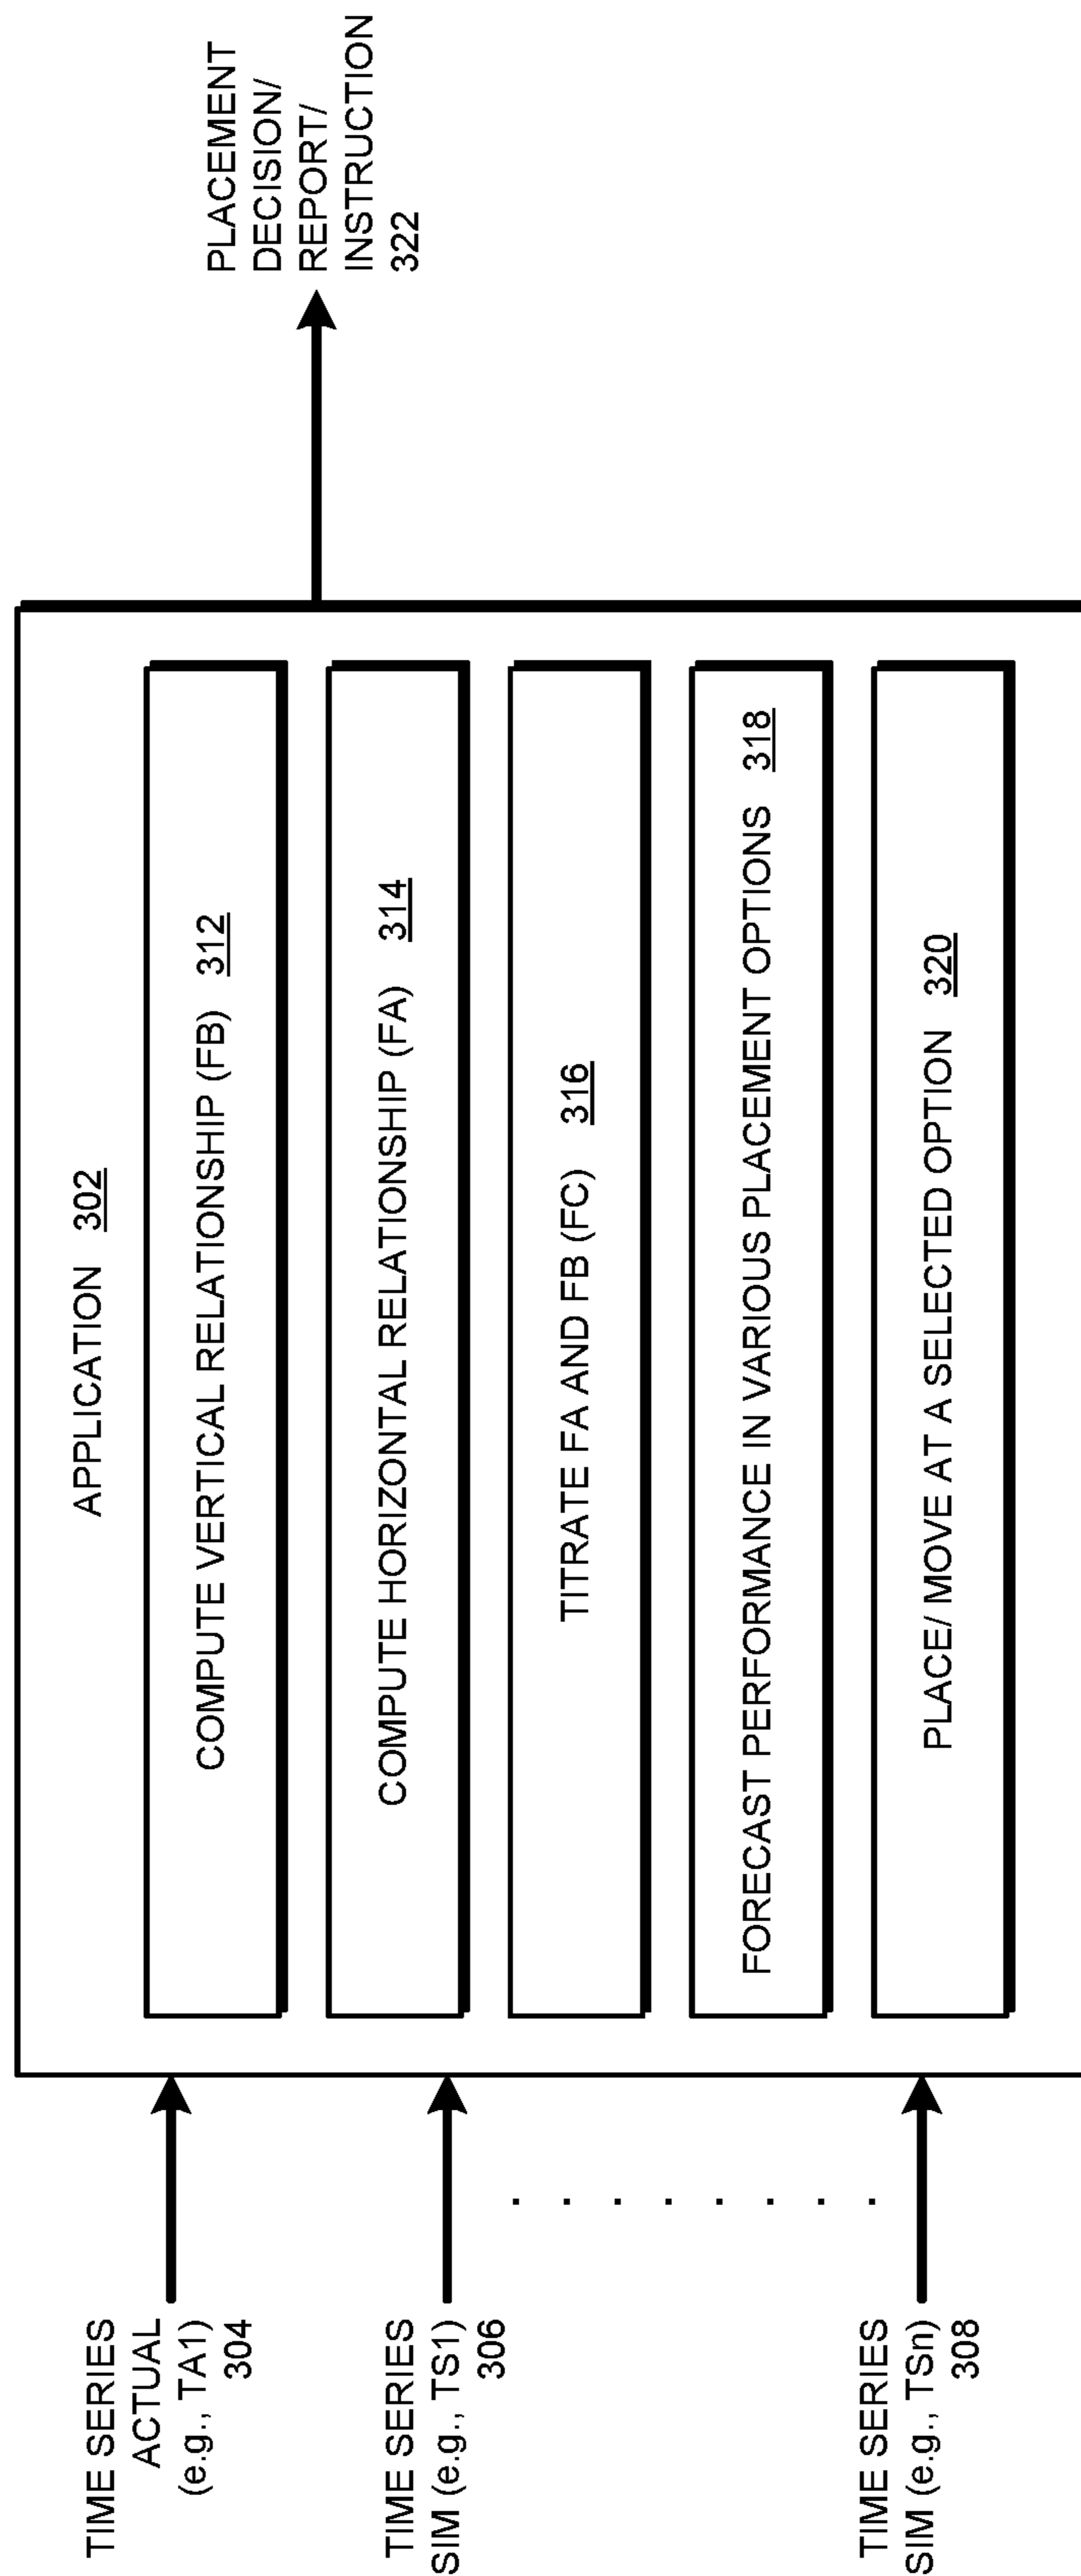 TIME SERIES
ACTUAL
(e.g., TA1)
304
TIME SERIES
SIM (e.g., TS1)
306
TIME SERIES
SIM (e.g., TSn)
308
APPLICATION 302
COMPUTE VERTICAL RELATIONSHIP (FB) 312
COMPUTE HORIZONTAL RELATIONSHIP (FA) 314
TITRATE FA AND FB (FC) 316
FORECAST PERFORMANCE IN VARIOUS PLACEMENT OPTIONS 318
PLACE/ MOVE AT A SELECTED OPTION 320
PLACEMENT
DECISION/
REPORT/
INSTRUCTION
322